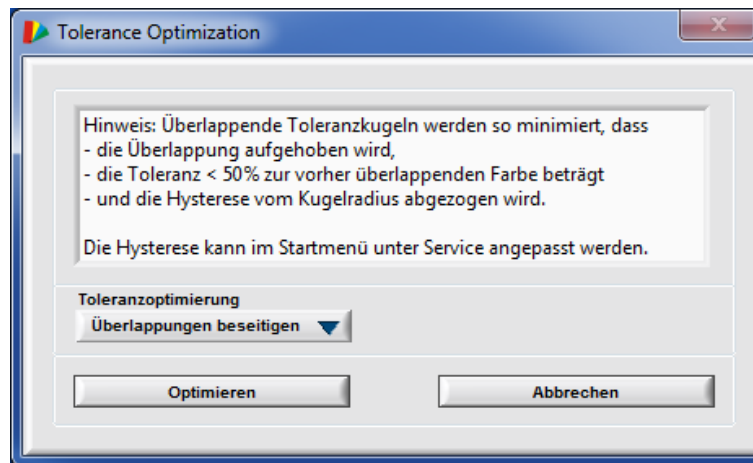 Tolerance Optimization
Hinweis: Überlappende Toleranzkugeln werden so minimiert, dass
- die Überlappung aufgehoben wird,
- die Toleranz < 50% zur vorher überlappenden Farbe beträgt
- und die Hysterese vom Kugelradius abgezogen wird.
Die Hysterese kann im Startmenü unter Service angepasst werden.
Toleranzoptimierung
Überlappungen beseitigen
Optimieren Abbrechen